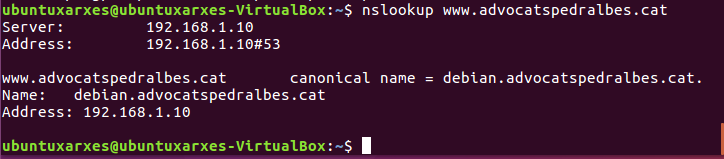 ubuntuxarxes@ubuntuxarxes-VirtualBox:~$ nslookup www.advocatspedralbes.cat
Server:         192.168.1.10
Address:        192.168.1.10#53

www.advocatspedralbes.cat       canonical name = debian.advocatspedralbes.cat.
Name:   debian.advocatspedralbes.cat
Address: 192.168.1.10

ubuntuxarxes@ubuntuxarxes-VirtualBox:~$